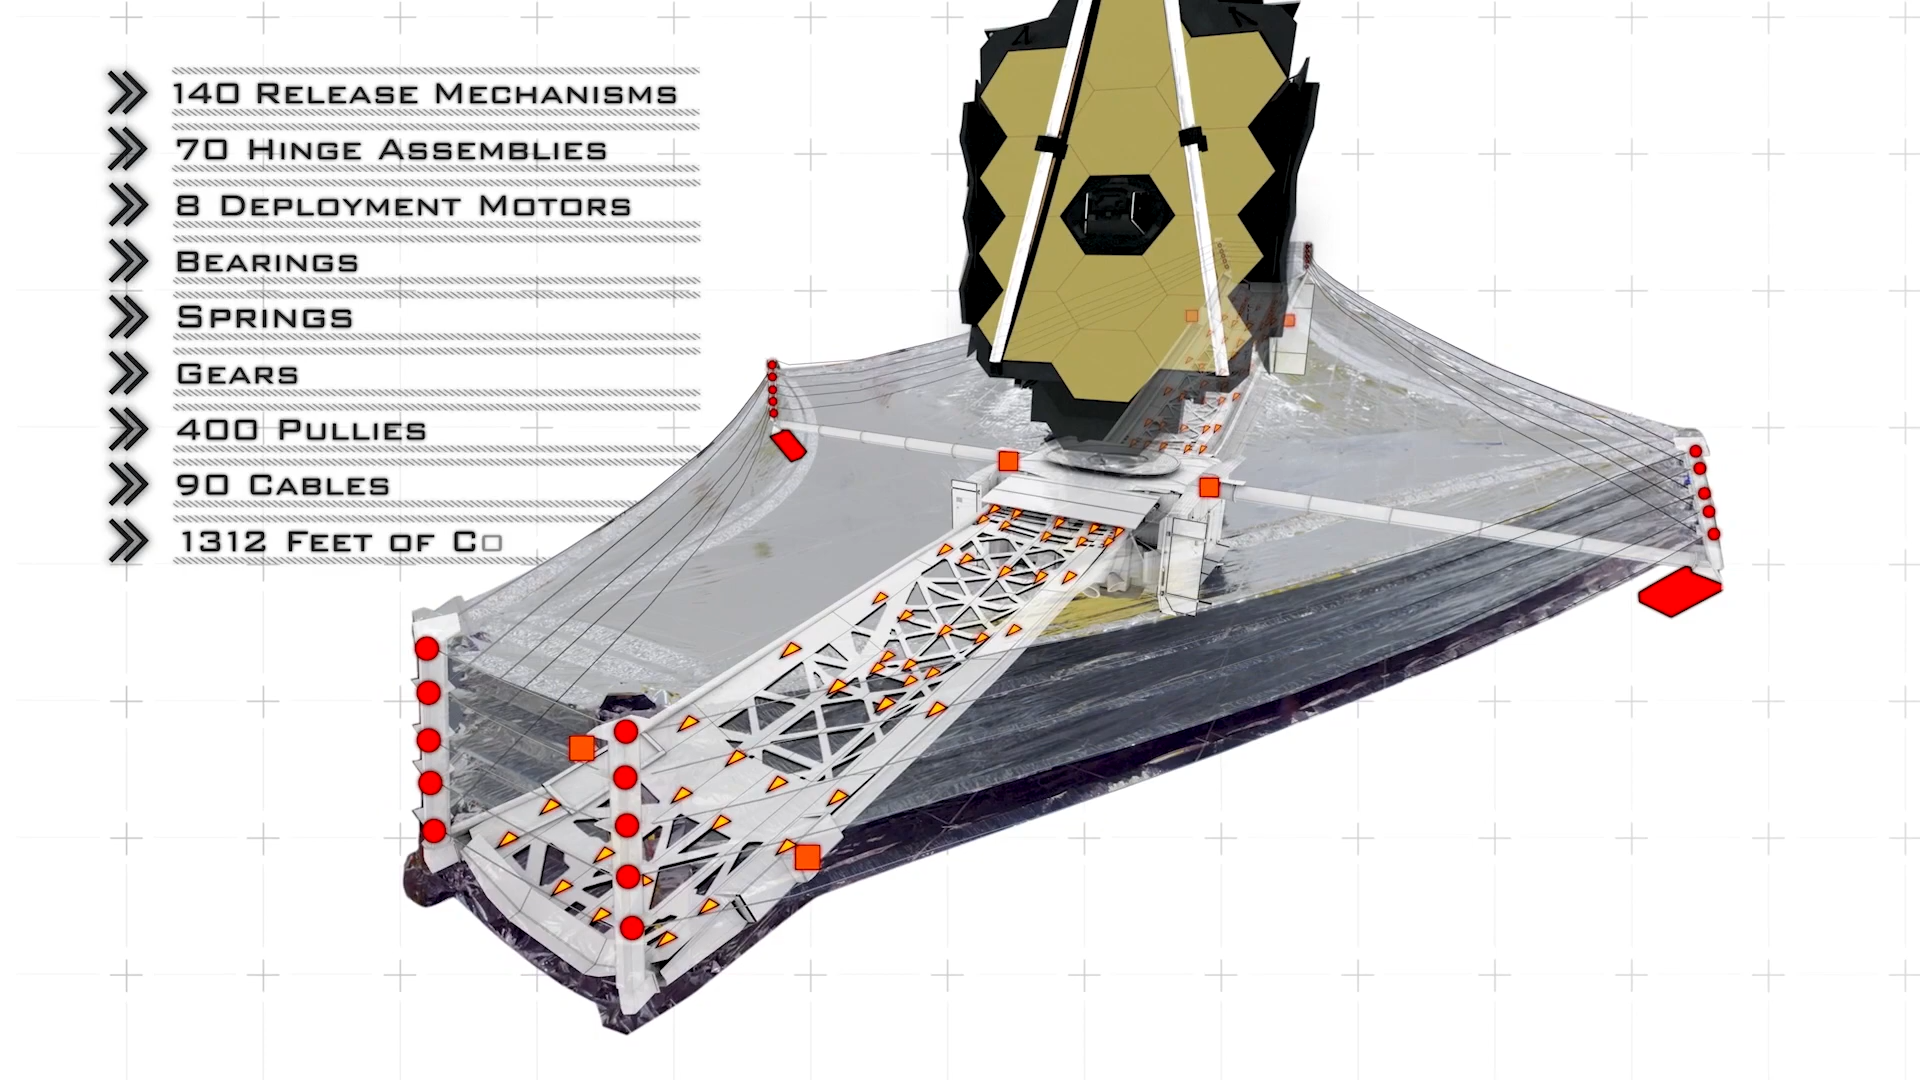 140 Release Mechanisms
70 Hinge Assemblies
8 Deployment Motors
Bearings
Springs
Gears
400 Pullies
90 Cables
1312 Feet of Co